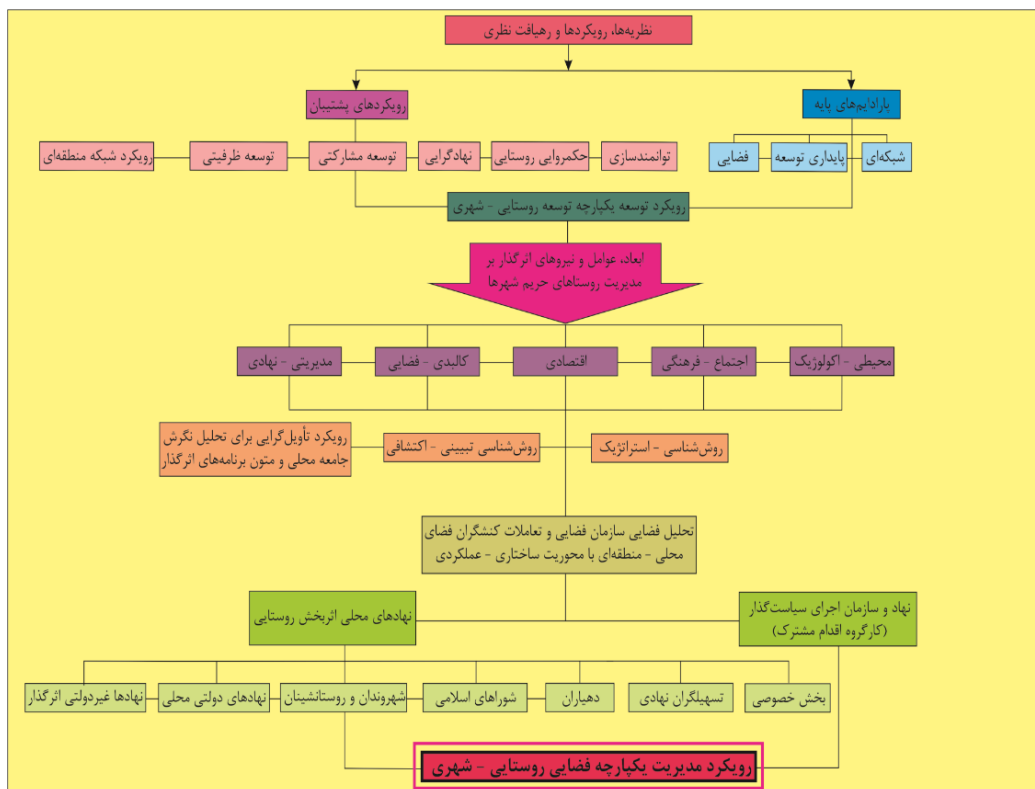 نظریه‌ها، رویکردها و رهیافت نظری
پارادایم‌های پایه
رویکردهای پشتیبان
شبکه‌ای
پایداری توسعه
فضایی
توانمندسازی
حکمروایی روستایی
نهادگرایی
توسعه مشارکتی
توسعه ظرفیتی
رویکرد شبکه منطقه‌ای
رویکرد توسعه یکپارچه توسعه روستایی - شهری
ابعاد، عوامل و نیروهای اثرگذار بر
مدیریت روستاهای حریم شهرها
محیطی - اکولوژیک
اجتماع - فرهنگی
اقتصادی
کالبدی - فضایی
مدیریتی - نهادی
روش‌شناسی - استراتژیک
روش‌شناسی تبیینی - اکتشافی
رویکرد تأویل‌گرایی برای تحلیل نگرش
جامعه محلی و متون برنامه‌های اثرگذار
تحلیل فضایی سازمان فضایی و تعاملات کنشگران فضای
محلی - منطقه‌ای با محوریت ساختاری - عملکردی
نهاد و سازمان اجرای سیاست‌گذار
(کارگروه اقدام مشترک)
نهادهای محلی اثربخش روستایی
بخش خصوصی
تسهیلگران نهادی
دهیاران
شوراهای اسلامی
شهروندان و روستانشینان
نهادهای دولتی محلی
نهادها غیردولتی اثرگذار
رویکرد مدیریت یکپارچه فضایی روستایی - شهری